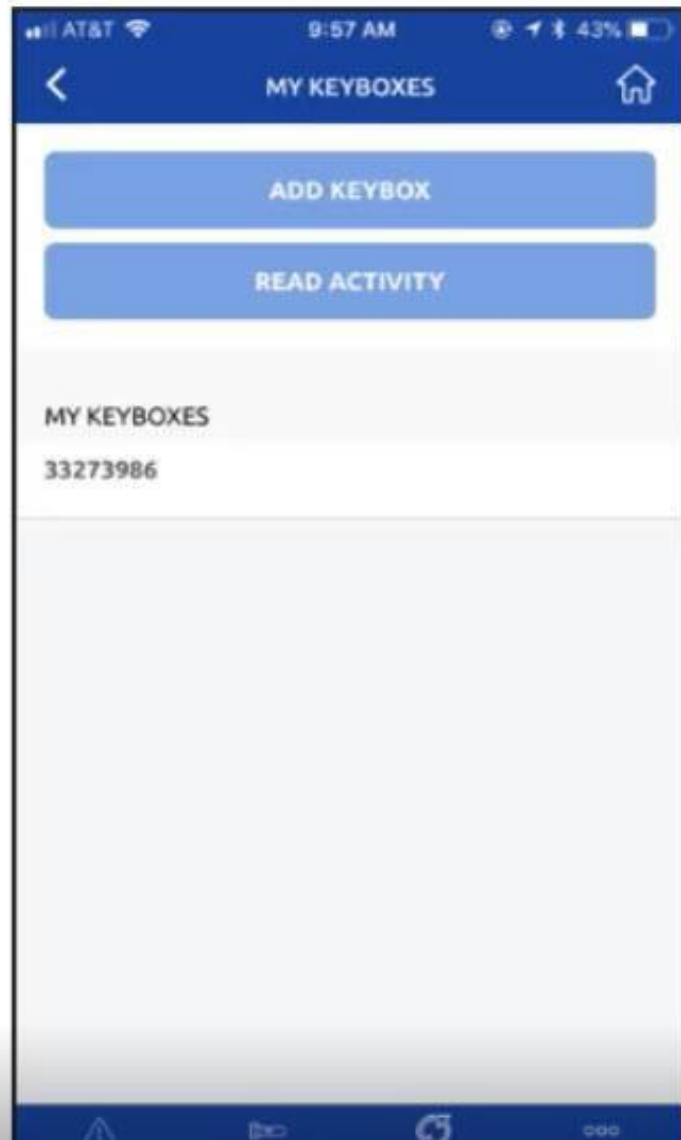 AT&T 9:57 AM 43%
MY KEYBOXES
ADD KEYBOX
READ ACTIVITY
MY KEYBOXES
33273986